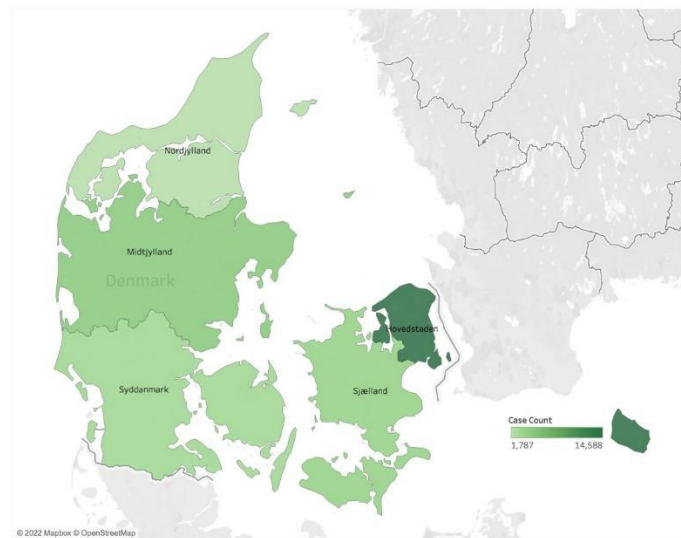 Nordjylland
Midtjylland
Denmark
Hovedstaden
Syddanmark
Sjælland
Case Count
1,787 14,588
© 2022 Mapbox © OpenStreetMap